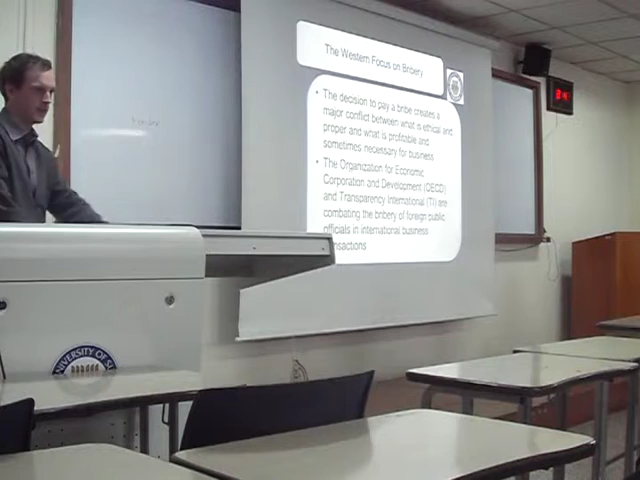 The Western Focus on Bribery
• The decision to pay a bribe creates a
major conflict between what is ethical and
proper and what is profitable and
sometimes necessary for business
• The Organization for Economic
Corporation and Development (OECD)
and Transparency International (TI) are
combating the bribery of foreign public
officials in international business
UNIVERSITY OF